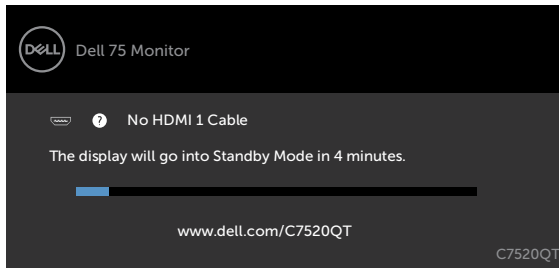 DELL Dell 75 Monitor
? No HDMI 1 Cable
The display will go into Standby Mode in 4 minutes.
www.dell.com/C7520QT
C7520QT